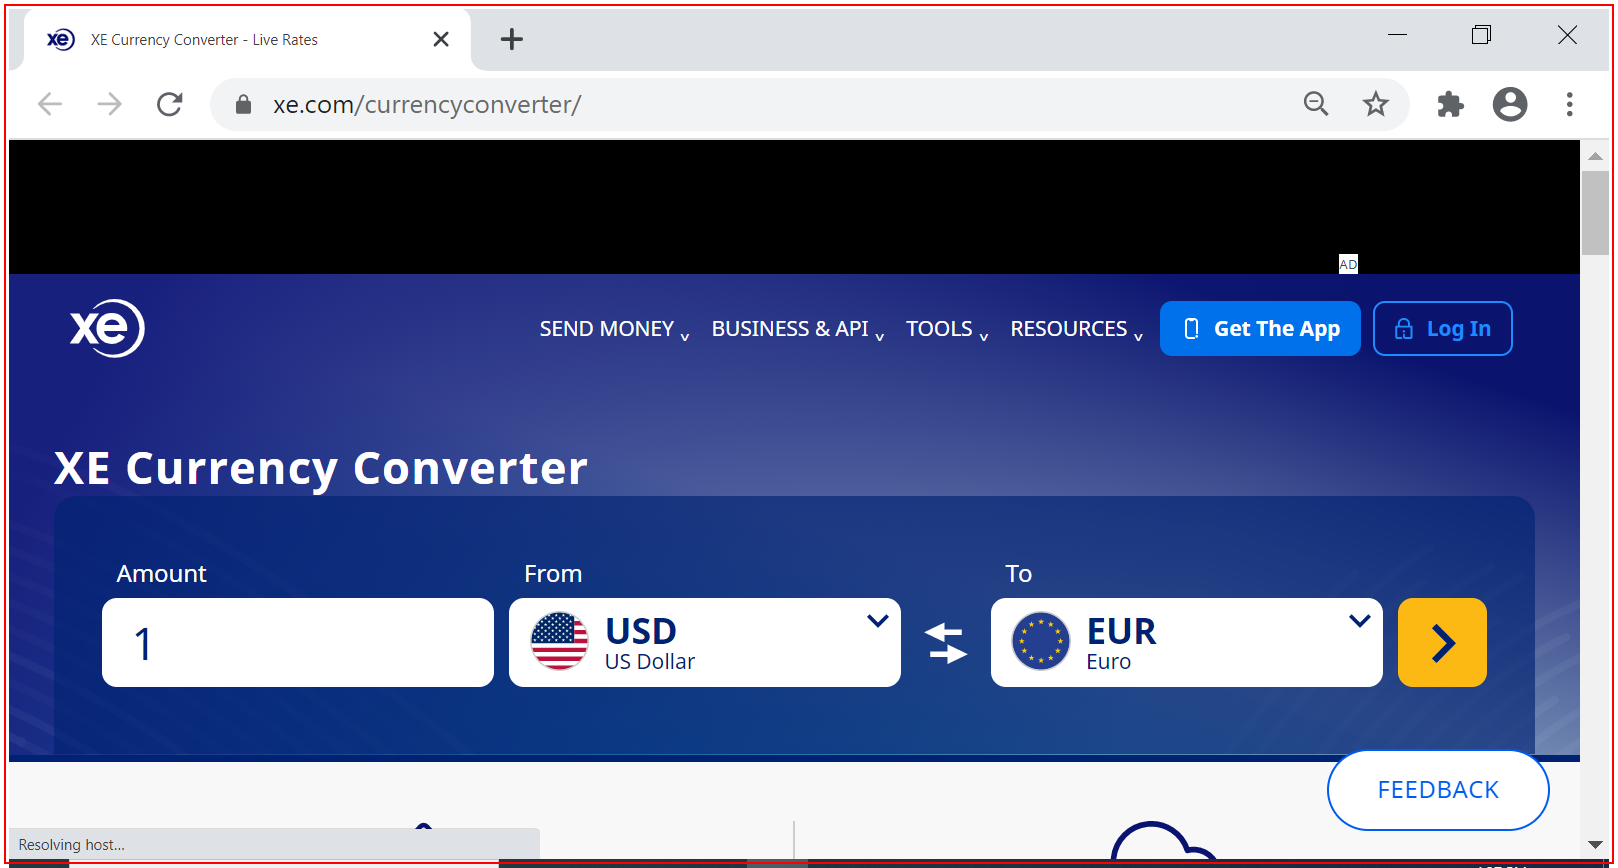 xe XE Currency Converter - Live Rates
xe.com/currencyconverter/
AD
xe SEND MONEY BUSINESS & API TOOLS RESOURCES Get The App Log In
XE Currency Converter
Amount From To
1 USD EUR
US Dollar Euro
FEEDBACK
Resolving host...